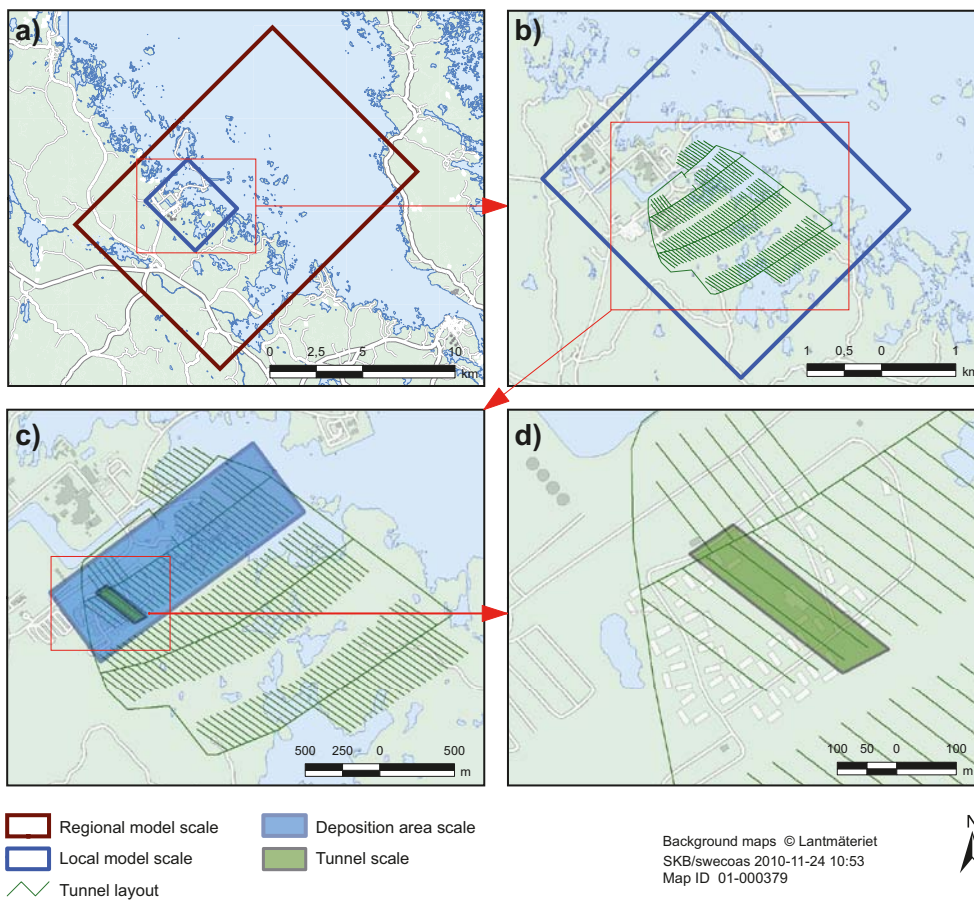 a)
0 2,5 5 10
km
b)
1 0,5 0 1
km
c)
500 250 0 500
m
d)
100 50 0 100
m
Regional model scale
Local model scale
Tunnel layout
Deposition area scale
Tunnel scale
Background maps © Lantmäteriet
SKB/swecoas 2010-11-24 10:53
Map ID 01-000379
N